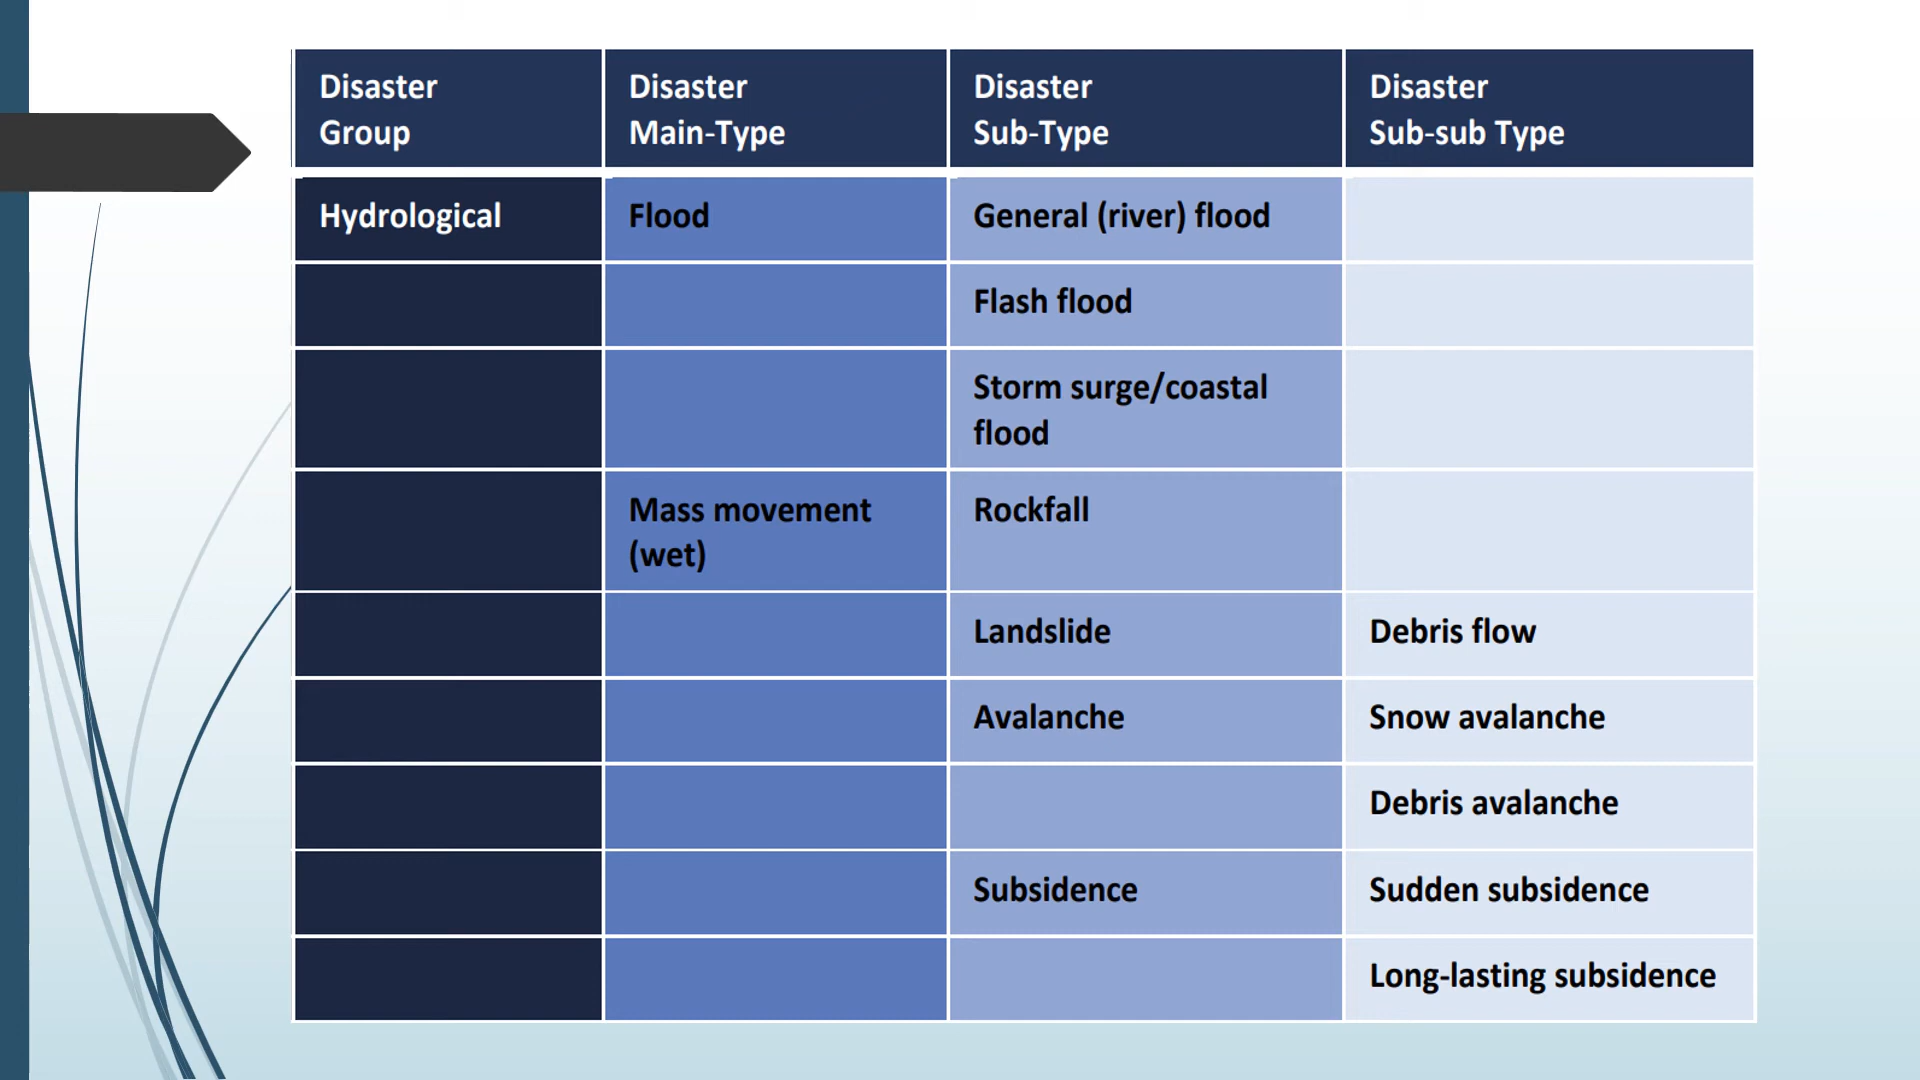 Disaster Group
Disaster Main-Type
Disaster Sub-Type
Disaster Sub-sub Type
Hydrological
Flood
General (river) flood
Flash flood
Storm surge/coastal
flood
Mass movement
(wet)
Rockfall
Landslide
Debris flow
Avalanche
Snow avalanche
Debris avalanche
Subsidence
Sudden subsidence
Long-lasting subsidence